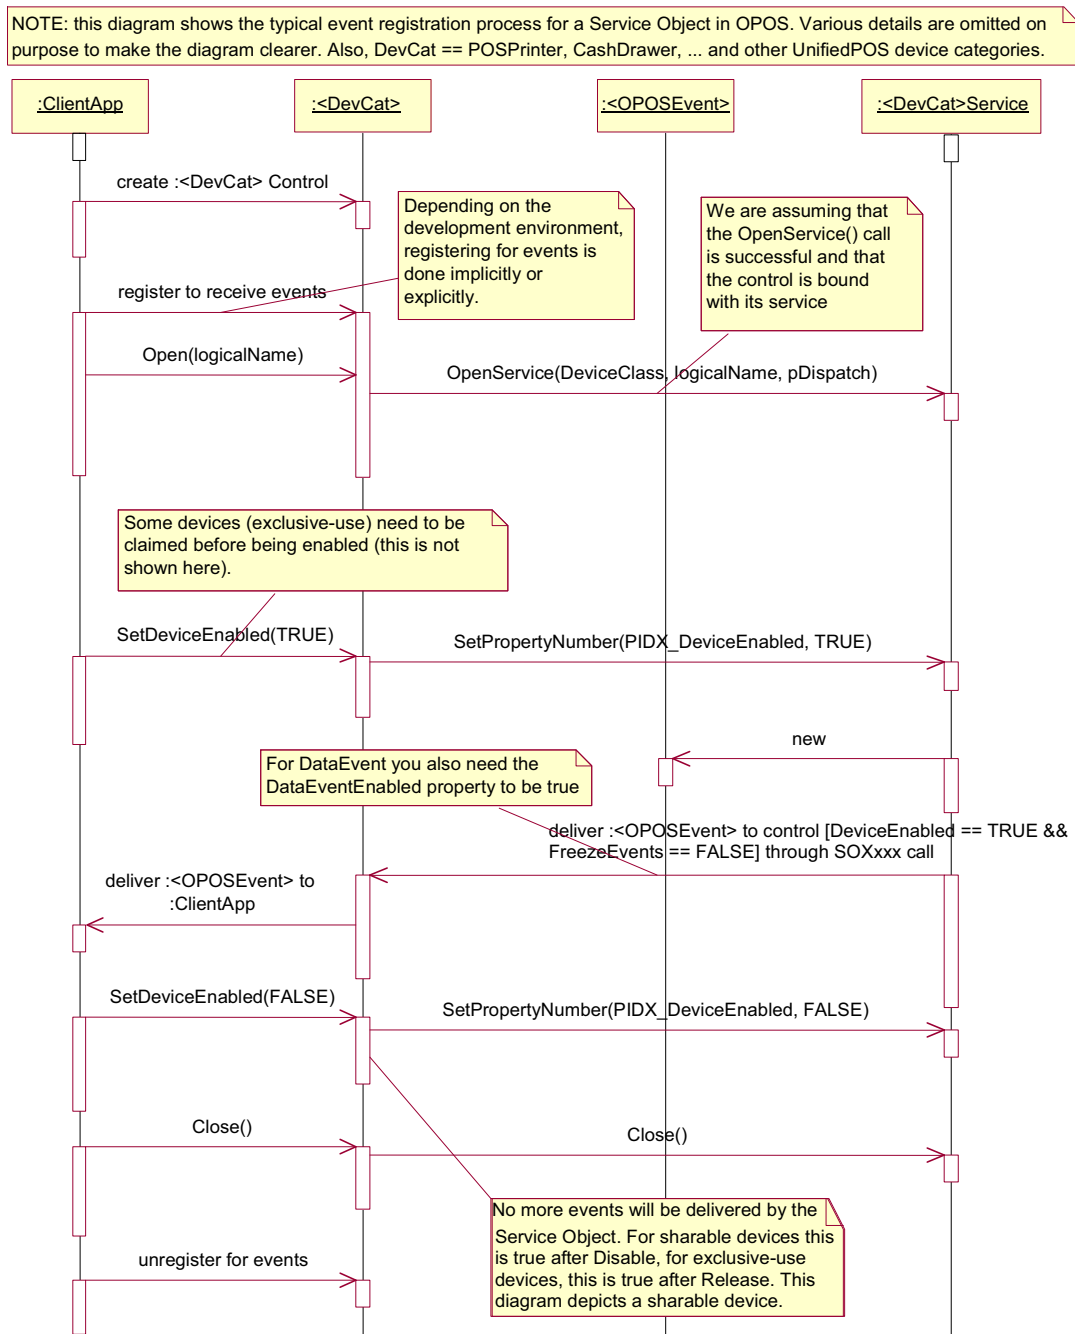 NOTE: this diagram shows the typical event registration process for a Service Object in OPOS. Various details are omitted on
purpose to make the diagram clearer. Also, DevCat == POSPrinter, CashDrawer, ... and other UnifiedPOS device categories.
:ClientApp
:<DevCat>
:<OPOSEvent>
:<DevCat>Service
create :<DevCat> Control
Depending on the
development environment,
registering for events is
done implicitly or
explicitly.
We are assuming that
the OpenService() call
is successful and that
the control is bound
with its service
register to receive events
Open(logicalName)
OpenService(DeviceClass, logicalName, pDispatch)
Some devices (exclusive-use) need to be
claimed before being enabled (this is not
shown here).
SetDeviceEnabled(TRUE)
SetPropertyNumber(PIDX_DeviceEnabled, TRUE)
new
For DataEvent you also need the
DataEventEnabled property to be true
deliver :<OPOSEvent> to control [DeviceEnabled == TRUE &&
FreezeEvents == FALSE] through SOXxxx call
deliver :<OPOSEvent> to
:ClientApp
SetDeviceEnabled(FALSE)
SetPropertyNumber(PIDX_DeviceEnabled, FALSE)
Close()
Close()
No more events will be delivered by the
Service Object. For sharable devices this
is true after Disable, for exclusive-use
devices, this is true after Release. This
diagram depicts a sharable device.
unregister for events